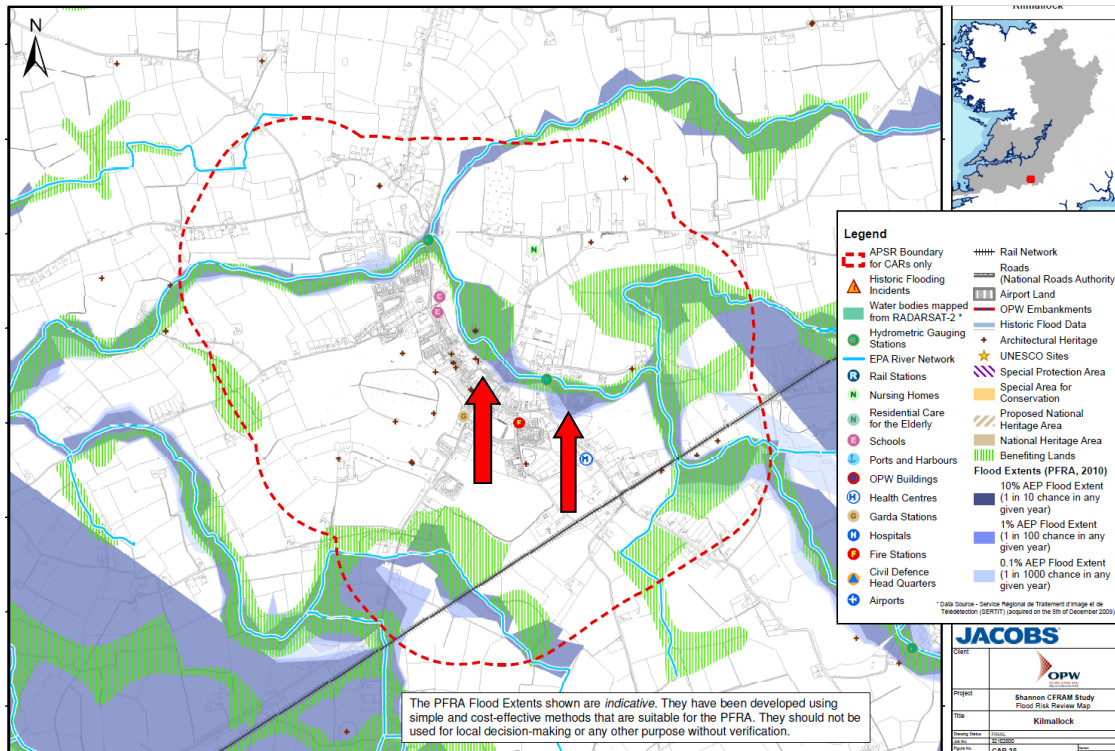 Kilmallock
N
N
E
E
G
F
H
Legend
APSR Boundary
for CARs only
Historic Flooding
Incidents
Water bodies mapped
from RADARSAT-2 *
Hydrometric Gauging
Stations
EPA River Network
R Rail Stations
N Nursing Homes
N Residential Care
for the Elderly
E Schools
Ports and Harbours
OPW Buildings
H Health Centres
G Garda Stations
H Hospitals
F Fire Stations
Civil Defence
Head Quarters
Airports
Rail Network
Roads
(National Roads Authority
Airport Land
OPW Embankments
Historic Flood Data
Architectural Heritage
UNESCO Sites
Special Protection Area
Special Area for
Conservation
Proposed National
Heritage Area
National Heritage Area
Benefiting Lands
Flood Extents (PFRA, 2010)
10% AEP Flood Extent
(1 in 10 chance in any
given year)
1% AEP Flood Extent
(1 in 100 chance in any
given year)
0.1% AEP Flood Extent
(1 in 1000 chance in any
given year)
* Data Source - Service Régional de Traitement d'Image et de
Télédétection (SERTIT) (acquired on the 6th of December 2009)
The PFRA Flood Extents shown are indicative. They have been developed using
simple and cost-effective methods that are suitable for the PFRA. They should not be
used for local decision-making or any other purpose without verification.
JACOBS
Client
OPW
Project
Shannon CFRAM Study
Flood Risk Review Map
Title
Kilmallock
Drawing Status FINAL
Figure No.